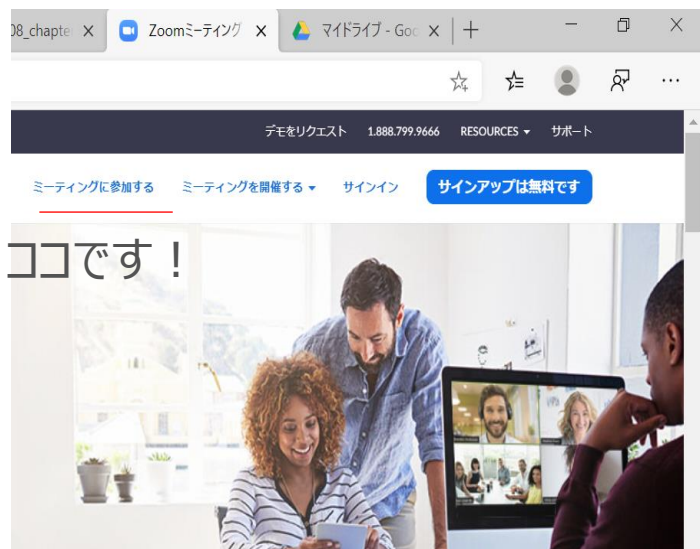 08_chapte
Zoomミーティング
マイドライブ - Goo
デモをリクエスト 1.888.799.9666 RESOURCES サポート
ミーティングに参加する ミーティングを開催する サインイン サインアップは無料です
ココです！